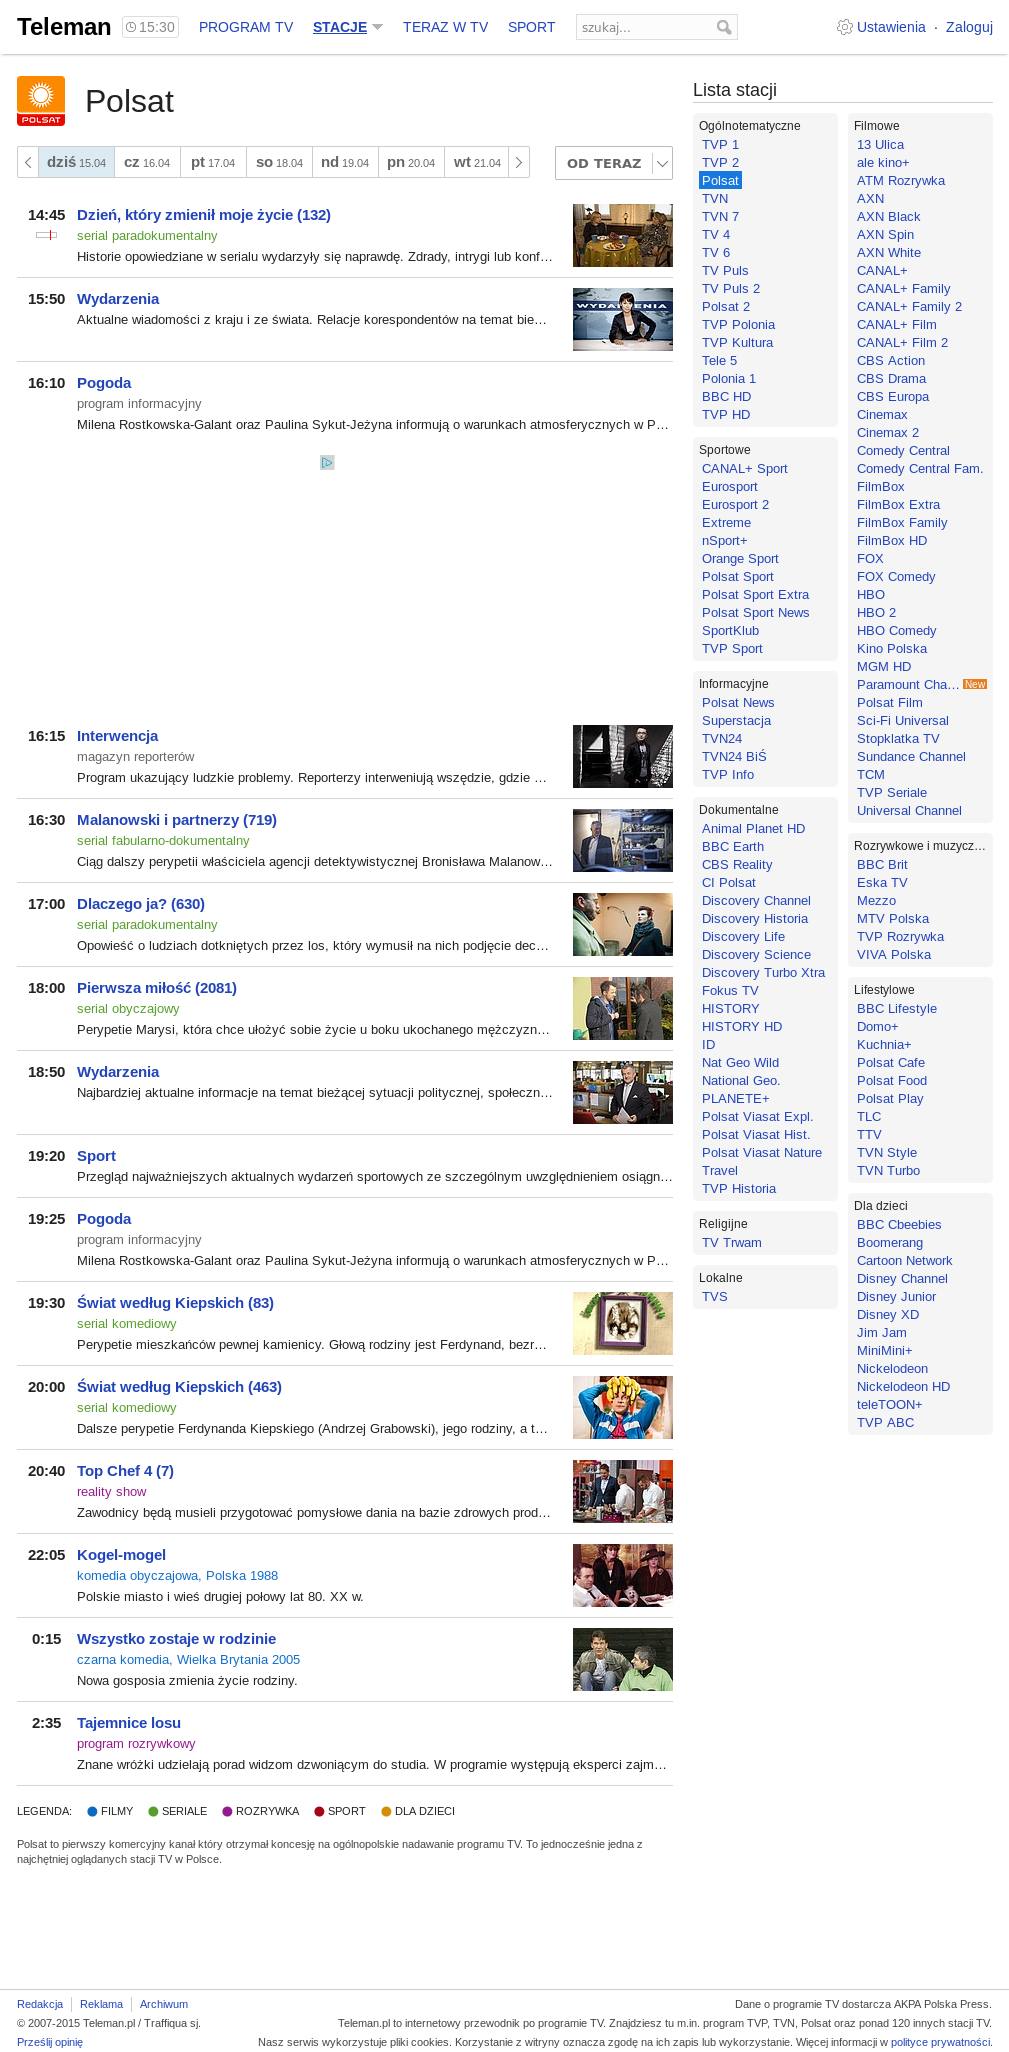 Teleman
15:30
PROGRAM TV
STACJE
TERAZ W TV
SPORT
szukaj...
Ustawienia · Zaloguj
POLSAT
Polsat
dziś 15.04
cz 16.04
pt 17.04
so 18.04
nd 19.04
pn 20.04
wt 21.04
OD TERAZ
14:45 Dzień, który zmienił moje życie (132)
serial paradokumentalny
Historie opowiedziane w serialu wydarzyły się naprawdę. Zdrady, intrygi lub konf…
15:50 Wydarzenia
Aktualne wiadomości z kraju i ze świata. Relacje korespondentów na temat bie…
WYDARZENIA
16:10 Pogoda
program informacyjny
Milena Rostkowska-Galant oraz Paulina Sykut-Jeżyna informują o warunkach atmosferycznych w P…
16:15 Interwencja
magazyn reporterów
Program ukazujący ludzkie problemy. Reporterzy interweniują wszędzie, gdzie …
16:30 Malanowski i partnerzy (719)
serial fabularno-dokumentalny
Ciąg dalszy perypetii właściciela agencji detektywistycznej Bronisława Malanow…
17:00 Dlaczego ja? (630)
serial paradokumentalny
Opowieść o ludziach dotkniętych przez los, który wymusił na nich podjęcie dec…
18:00 Pierwsza miłość (2081)
serial obyczajowy
Perypetie Marysi, która chce ułożyć sobie życie u boku ukochanego mężczyzn…
18:50 Wydarzenia
Najbardziej aktualne informacje na temat bieżącej sytuacji politycznej, społeczn…
19:20 Sport
Przegląd najważniejszych aktualnych wydarzeń sportowych ze szczególnym uwzględnieniem osiągn…
19:25 Pogoda
program informacyjny
Milena Rostkowska-Galant oraz Paulina Sykut-Jeżyna informują o warunkach atmosferycznych w P…
19:30 Świat według Kiepskich (83)
serial komediowy
Perypetie mieszkańców pewnej kamienicy. Głową rodziny jest Ferdynand, bezr…
20:00 Świat według Kiepskich (463)
serial komediowy
Dalsze perypetie Ferdynanda Kiepskiego (Andrzej Grabowski), jego rodziny, a t…
20:40 Top Chef 4 (7)
reality show
Zawodnicy będą musieli przygotować pomysłowe dania na bazie zdrowych prod…
22:05 Kogel-mogel
komedia obyczajowa, Polska 1988
Polskie miasto i wieś drugiej połowy lat 80. XX w.
0:15 Wszystko zostaje w rodzinie
czarna komedia, Wielka Brytania 2005
Nowa gosposia zmienia życie rodziny.
2:35 Tajemnice losu
program rozrywkowy
Znane wróżki udzielają porad widzom dzwoniącym do studia. W programie występują eksperci zajm…
LEGENDA: FILMY SERIALE ROZRYWKA SPORT DLA DZIECI
Polsat to pierwszy komercyjny kanał który otrzymał koncesję na ogólnopolskie nadawanie programu TV. To jednocześnie jedna z
najchętniej oglądanych stacji TV w Polsce.
Lista stacji
Ogólnotematyczne
TVP 1
TVP 2
Polsat
TVN
TVN 7
TV 4
TV 6
TV Puls
TV Puls 2
Polsat 2
TVP Polonia
TVP Kultura
Tele 5
Polonia 1
BBC HD
TVP HD
Sportowe
CANAL+ Sport
Eurosport
Eurosport 2
Extreme
nSport+
Orange Sport
Polsat Sport
Polsat Sport Extra
Polsat Sport News
SportKlub
TVP Sport
Informacyjne
Polsat News
Superstacja
TVN24
TVN24 BiŚ
TVP Info
Dokumentalne
Animal Planet HD
BBC Earth
CBS Reality
CI Polsat
Discovery Channel
Discovery Historia
Discovery Life
Discovery Science
Discovery Turbo Xtra
Fokus TV
HISTORY
HISTORY HD
ID
Nat Geo Wild
National Geo.
PLANETE+
Polsat Viasat Expl.
Polsat Viasat Hist.
Polsat Viasat Nature
Travel
TVP Historia
Religijne
TV Trwam
Lokalne
TVS
Filmowe
13 Ulica
ale kino+
ATM Rozrywka
AXN
AXN Black
AXN Spin
AXN White
CANAL+
CANAL+ Family
CANAL+ Family 2
CANAL+ Film
CANAL+ Film 2
CBS Action
CBS Drama
CBS Europa
Cinemax
Cinemax 2
Comedy Central
Comedy Central Fam.
FilmBox
FilmBox Extra
FilmBox Family
FilmBox HD
FOX
FOX Comedy
HBO
HBO 2
HBO Comedy
Kino Polska
MGM HD
Paramount Cha… New
Polsat Film
Sci-Fi Universal
Stopklatka TV
Sundance Channel
TCM
TVP Seriale
Universal Channel
Rozrywkowe i muzycz…
BBC Brit
Eska TV
Mezzo
MTV Polska
TVP Rozrywka
VIVA Polska
Lifestylowe
BBC Lifestyle
Domo+
Kuchnia+
Polsat Cafe
Polsat Food
Polsat Play
TLC
TTV
TVN Style
TVN Turbo
Dla dzieci
BBC Cbeebies
Boomerang
Cartoon Network
Disney Channel
Disney Junior
Disney XD
Jim Jam
MiniMini+
Nickelodeon
Nickelodeon HD
teleTOON+
TVP ABC
Redakcja Reklama Archiwum
Dane o programie TV dostarcza AKPA Polska Press.
© 2007-2015 Teleman.pl / Traffiqua sj.
Teleman.pl to internetowy przewodnik po programie TV. Znajdziesz tu m.in. program TVP, TVN, Polsat oraz ponad 120 innych stacji TV.
Prześlij opinię
Nasz serwis wykorzystuje pliki cookies. Korzystanie z witryny oznacza zgodę na ich zapis lub wykorzystanie. Więcej informacji w polityce prywatności.